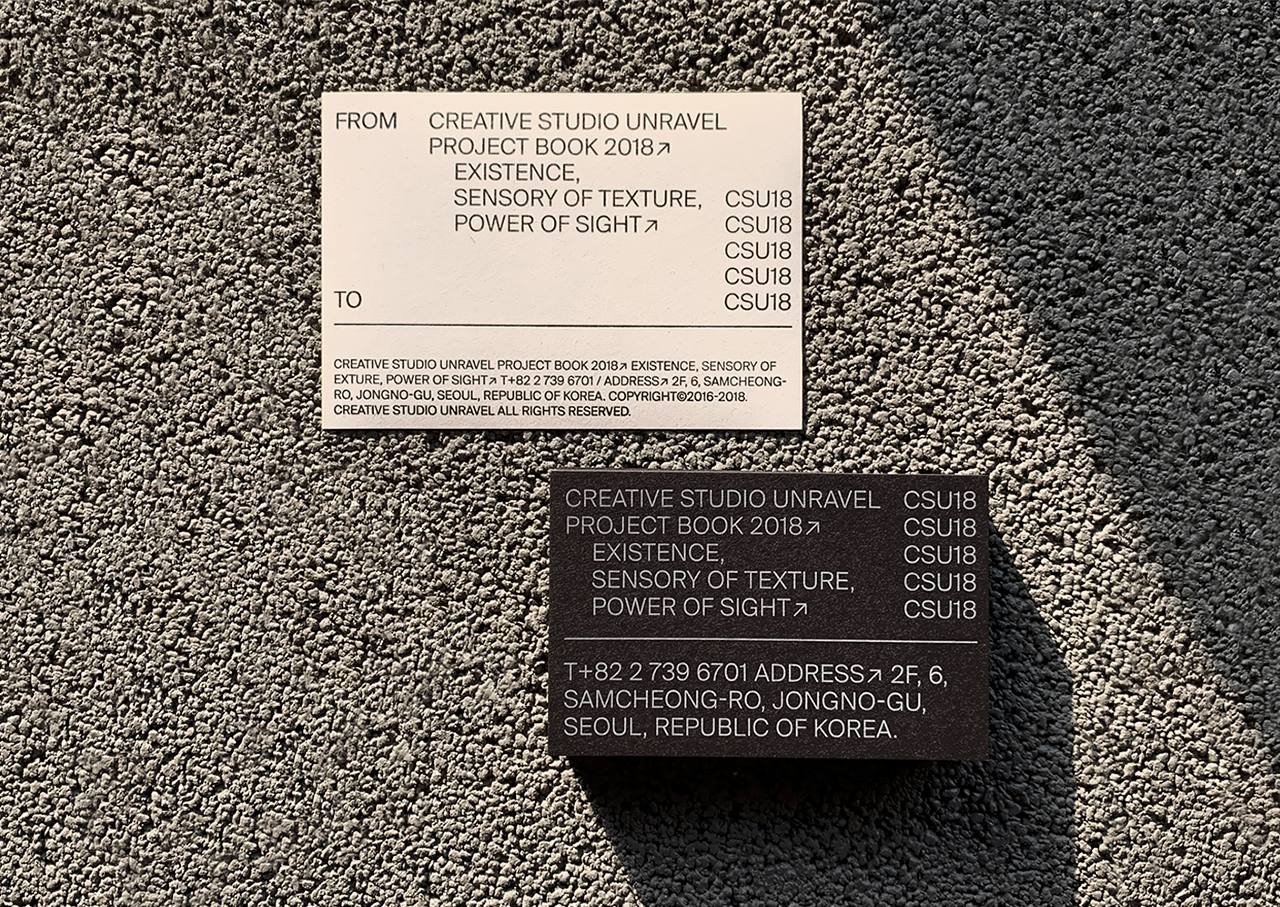 FROM CREATIVE STUDIO UNRAVEL
PROJECT BOOK 2018↗
EXISTENCE,
SENSORY OF TEXTURE, CSU18
POWER OF SIGHT↗ CSU18
CSU18
CSU18
TO CSU18
CREATIVE STUDIO UNRAVEL PROJECT BOOK 2018↗ EXISTENCE, SENSORY OF
EXTURE, POWER OF SIGHT↗ T+82 2 739 6701 / ADDRESS↗ 2F, 6, SAMCHEONG-
RO, JONGNO-GU, SEOUL, REPUBLIC OF KOREA. COPYRIGHT©2016-2018.
CREATIVE STUDIO UNRAVEL ALL RIGHTS RESERVED.
CREATIVE STUDIO UNRAVEL CSU18
PROJECT BOOK 2018↗ CSU18
EXISTENCE, CSU18
SENSORY OF TEXTURE, CSU18
POWER OF SIGHT↗ CSU18
T+82 2 739 6701 ADDRESS↗ 2F, 6,
SAMCHEONG-RO, JONGNO-GU,
SEOUL, REPUBLIC OF KOREA.